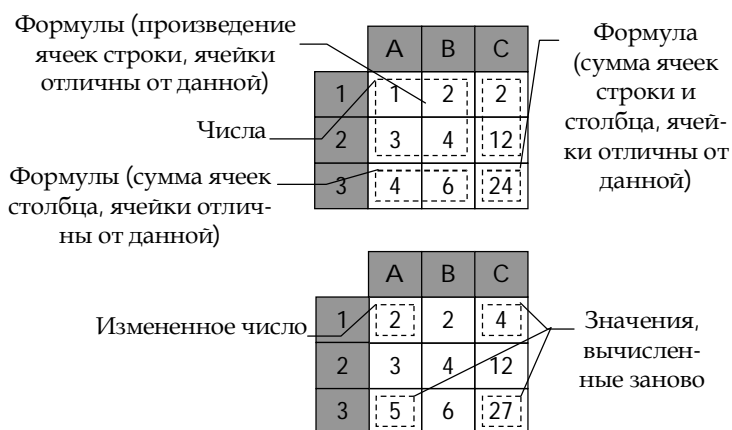 Формулы (произведение
ячеек строки, ячейки
отличны от данной)
Числа
Формулы (сумма ячеек
столбца, ячейки отлич-
ны от данной)
A B C
1 1 2 2
2 3 4 12
3 4 6 24
Формула
(сумма ячеек
строки и
столбца, ячей-
ки отличны от
данной)
Измененное число
A B C
1 2 2 4
2 3 4 12
3 5 6 27
Значения,
вычислен-
ные заново